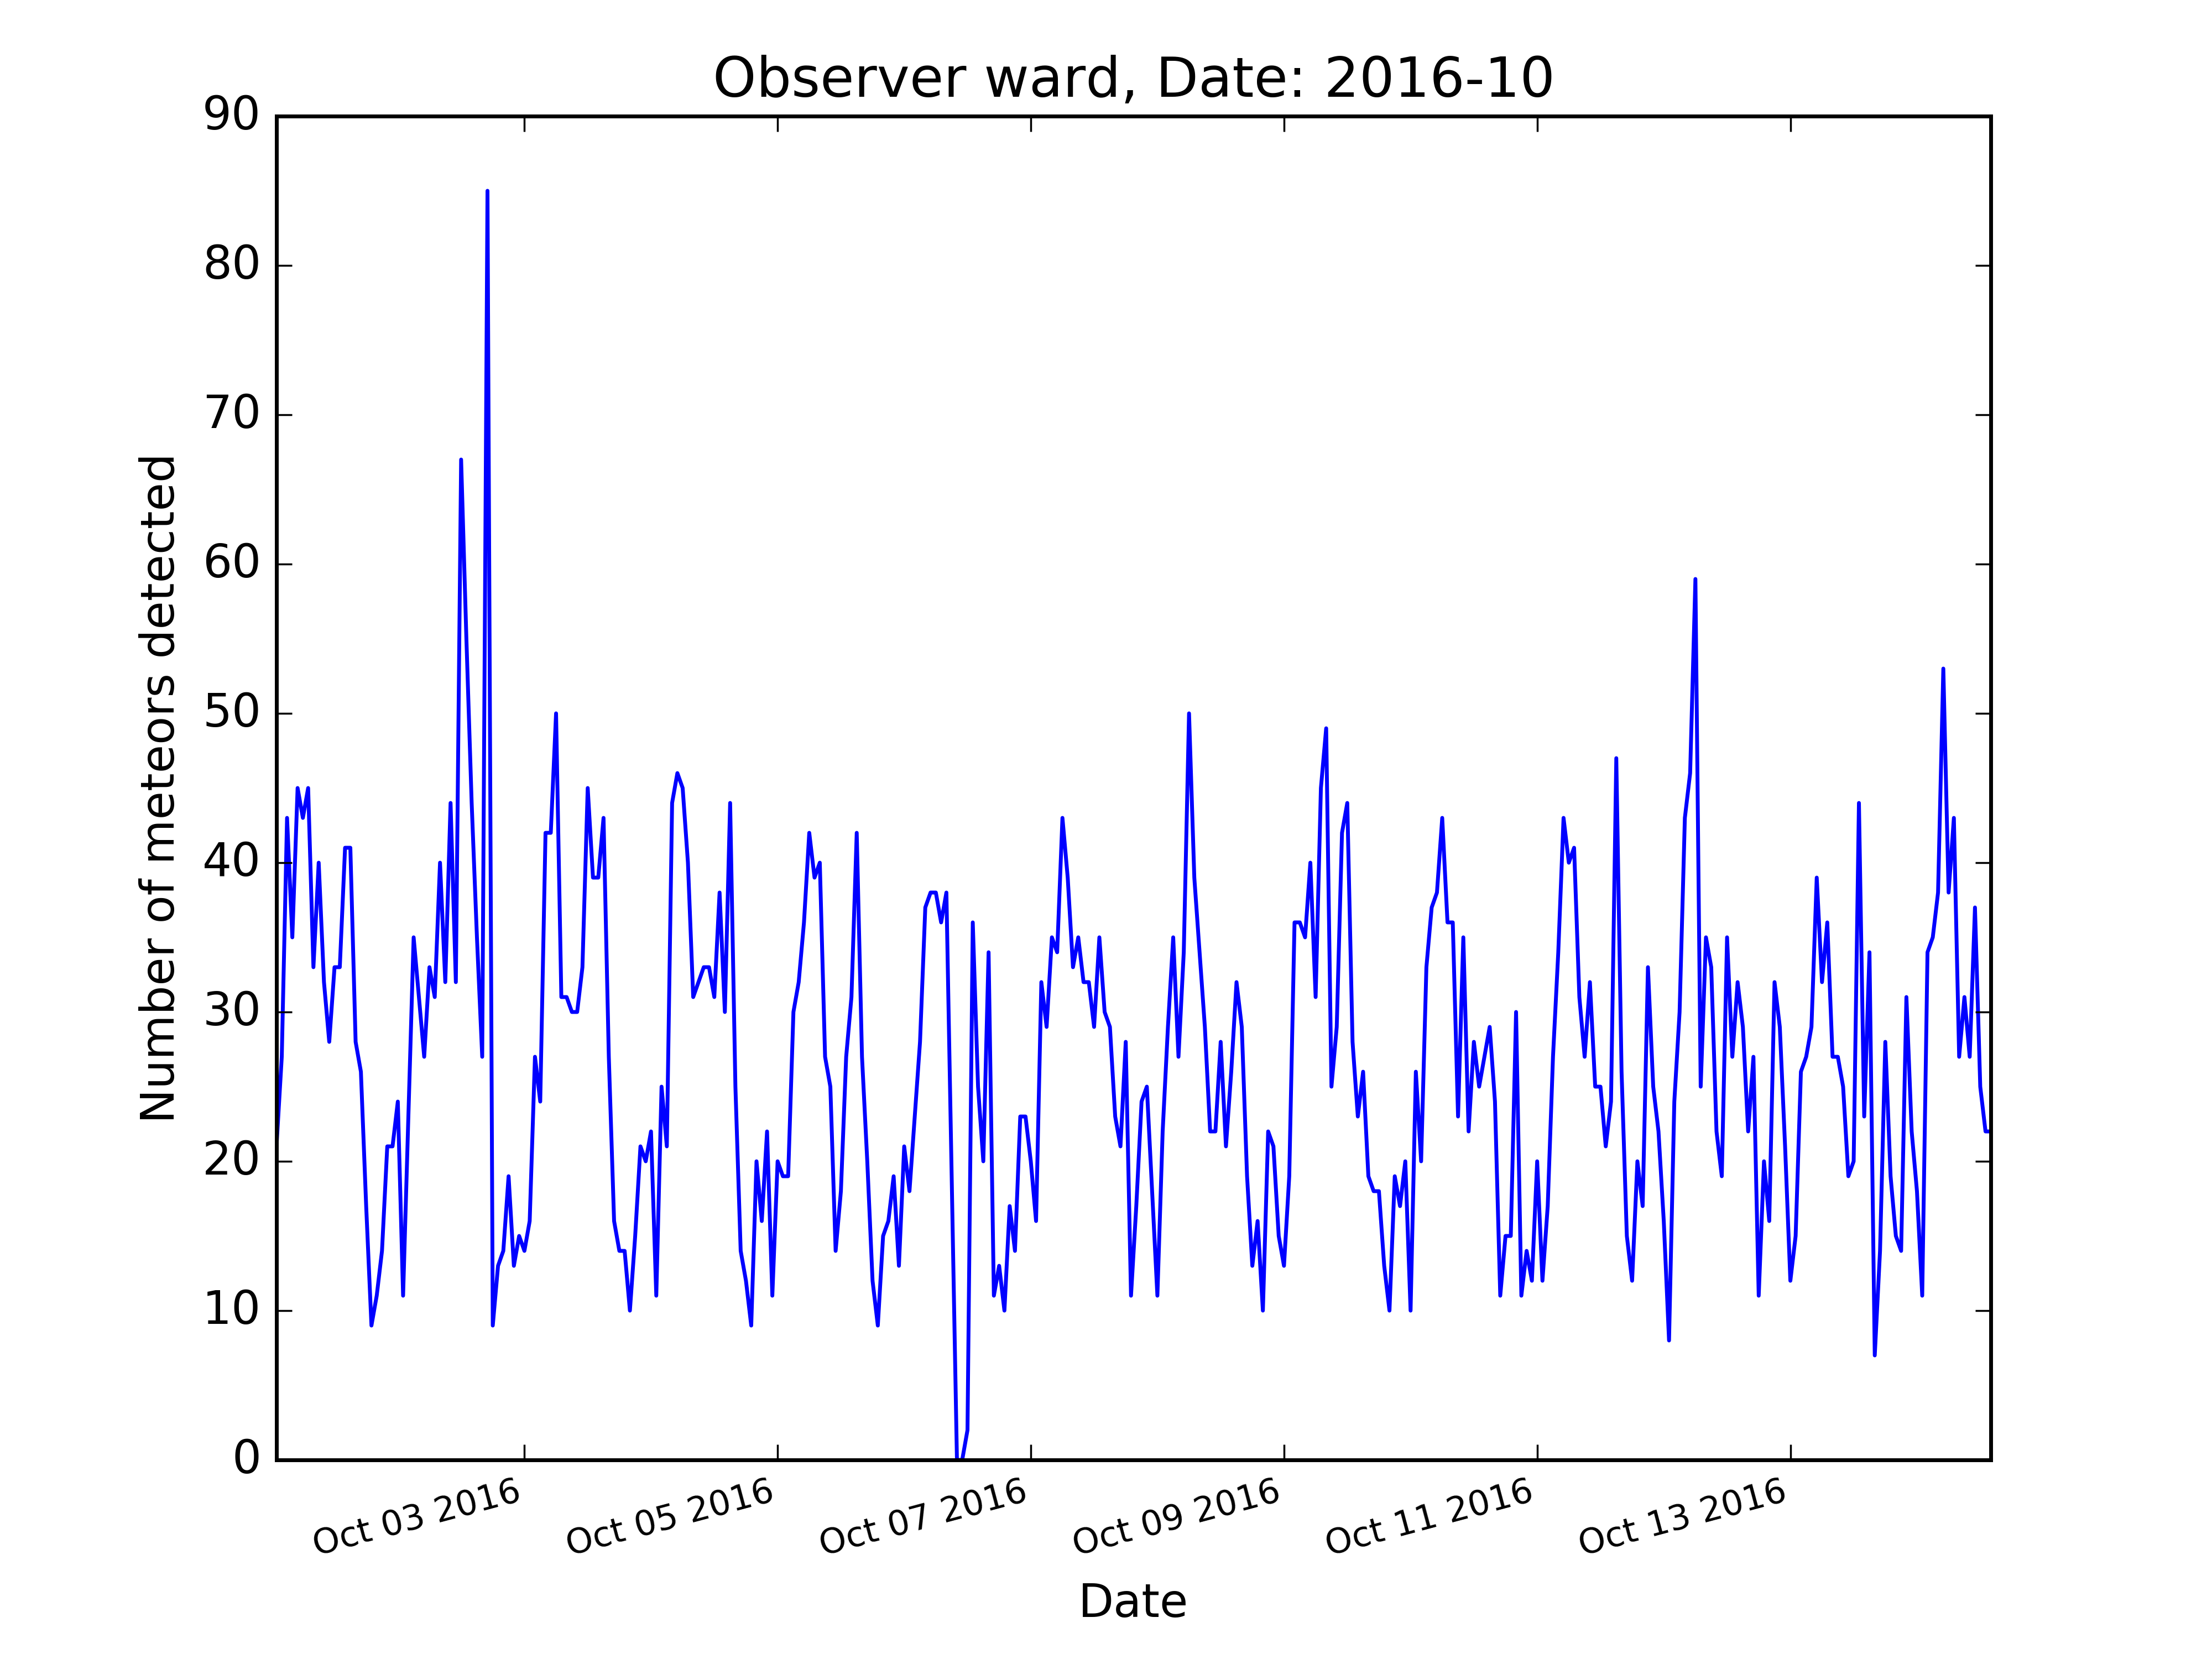 Observer ward, Date: 2016-10
Number of meteors detected
90
80
70
60
50
40
30
20
10
0
Oct 03 2016
Oct 05 2016
Oct 07 2016
Oct 09 2016
Oct 11 2016
Oct 13 2016
Date